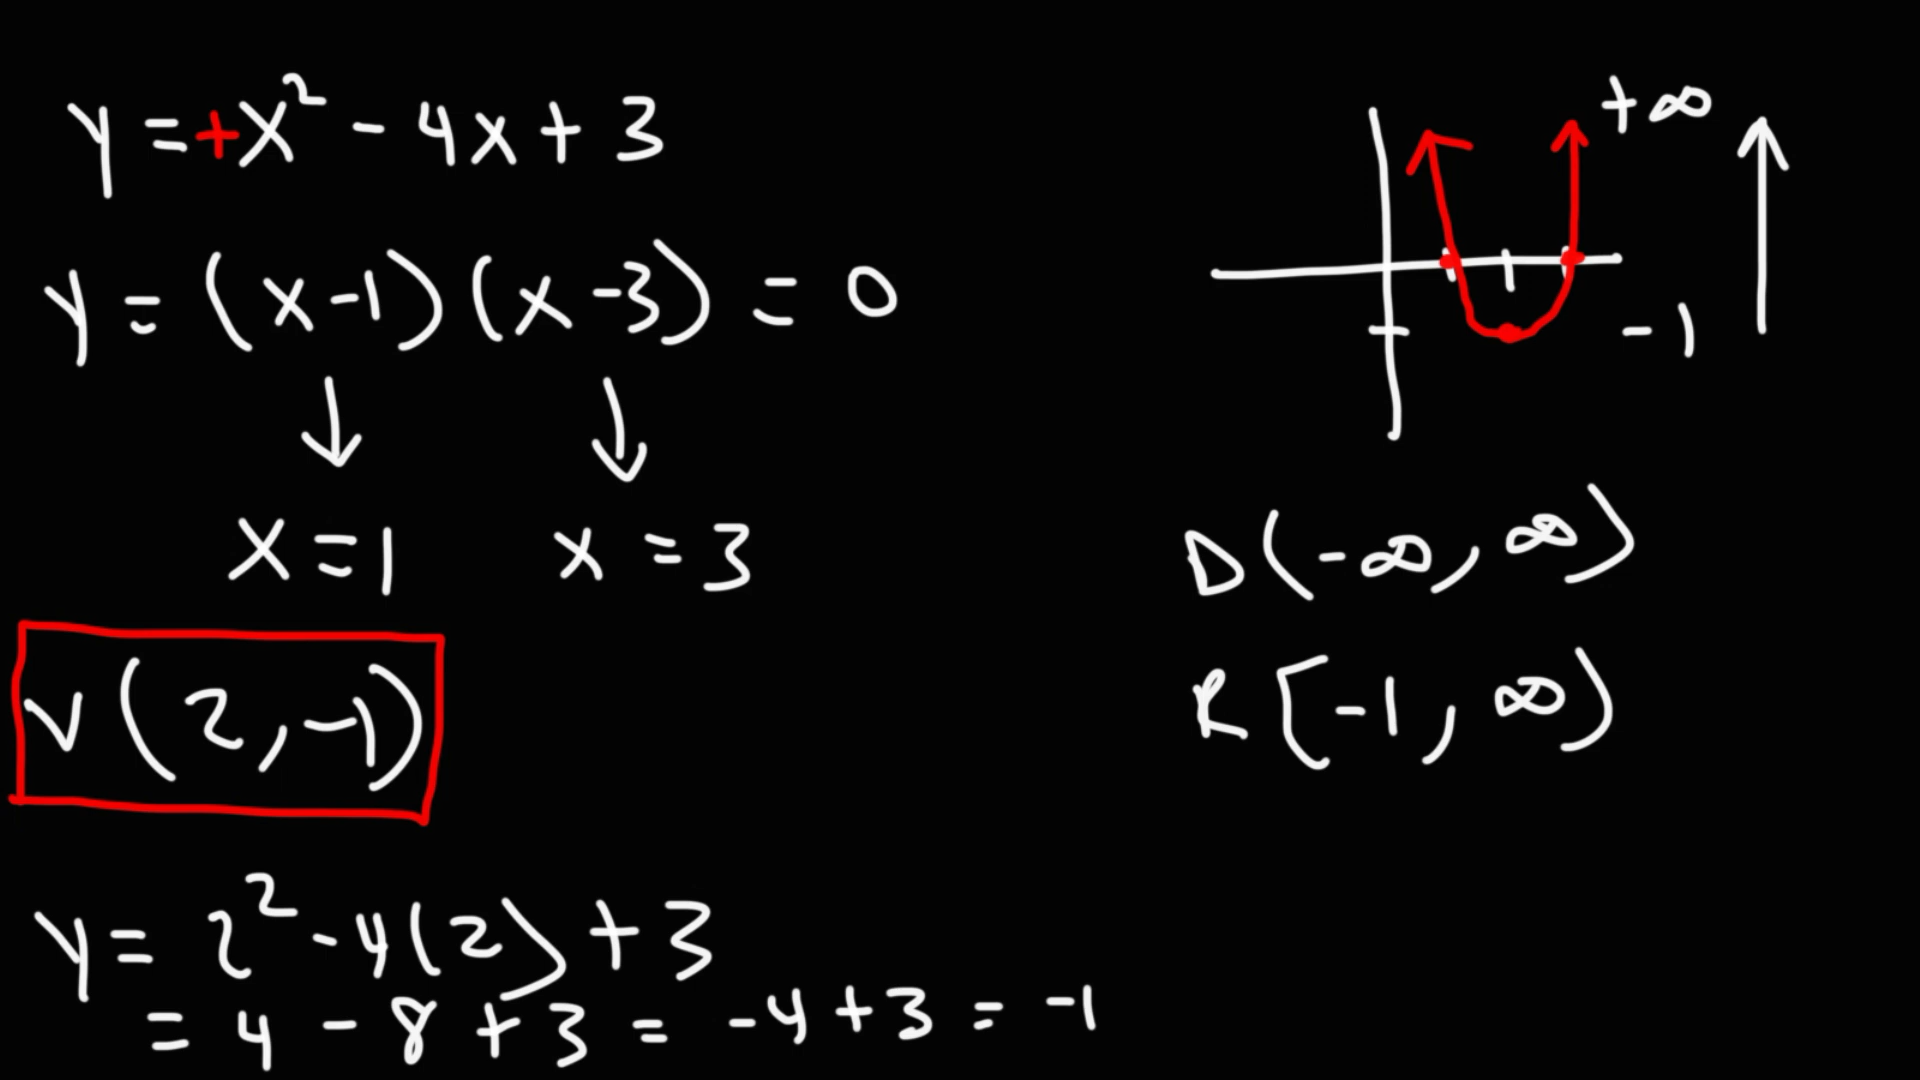 y = +x² - 4x + 3
y = (x - 1)(x - 3) = 0
x = 1 x = 3
V(2, -1)
y = 2² - 4(2) + 3
= 4 - 8 + 3 = -4 + 3 = -1
+∞
-1
D(-∞, ∞)
R[-1, ∞)